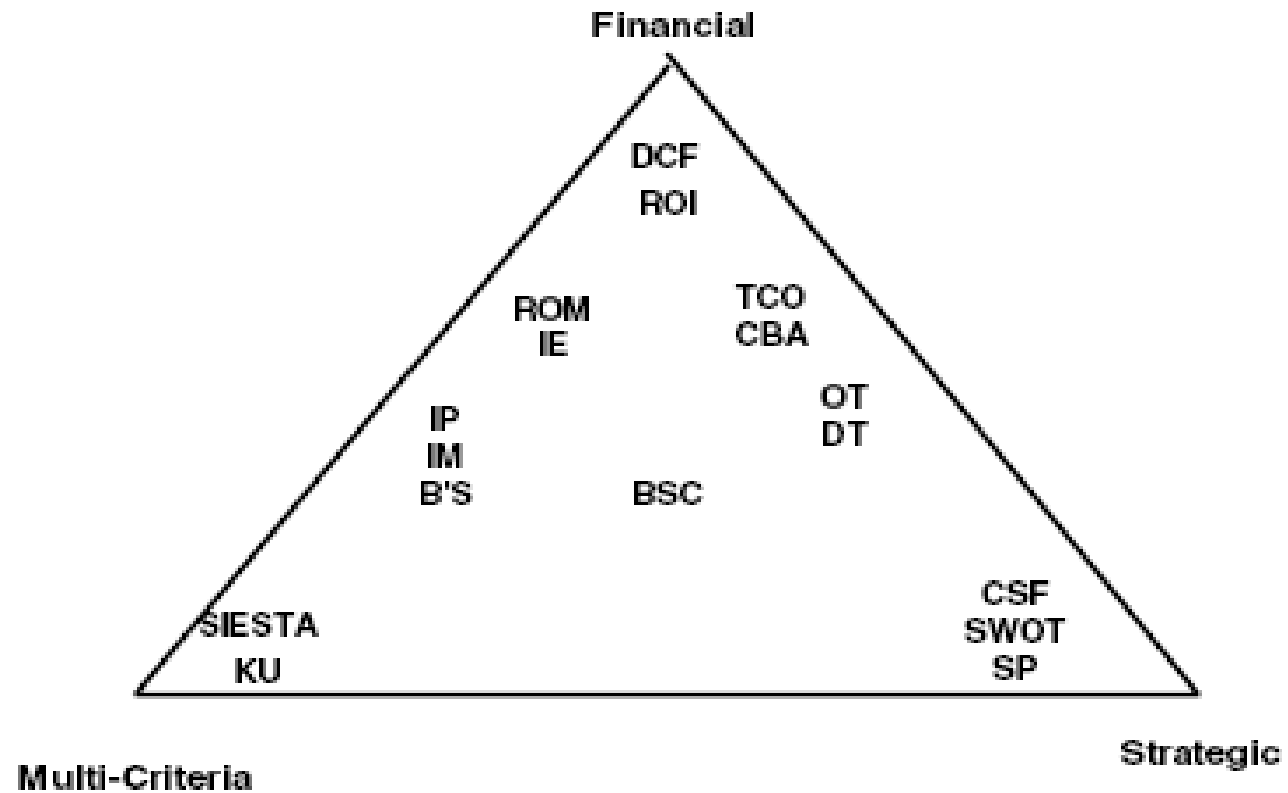 Financial
DCF
ROI
ROM
IE
TCO
CBA
OT
DT
IP
IM
B'S
BSC
SIESTA
KU
CSF
SWOT
SP
Multi-Criteria
Strategic